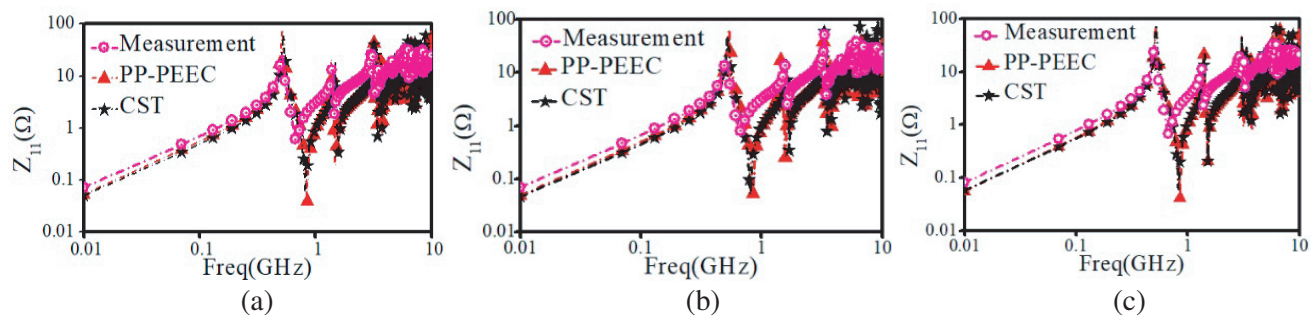 100
10
1
0.1
0.01
Z11(Ω)
Measurement
PP-PEEC
CST
0.01
0.1
1
10
Freq(GHz)
(a)
100
10
1
0.1
0.01
Z11(Ω)
Measurement
PP-PEEC
CST
0.01
0.1
1
10
Freq(GHz)
(b)
100
10
1
0.1
0.01
Z11(Ω)
Measurement
PP-PEEC
CST
0.01
0.1
1
10
Freq(GHz)
(c)